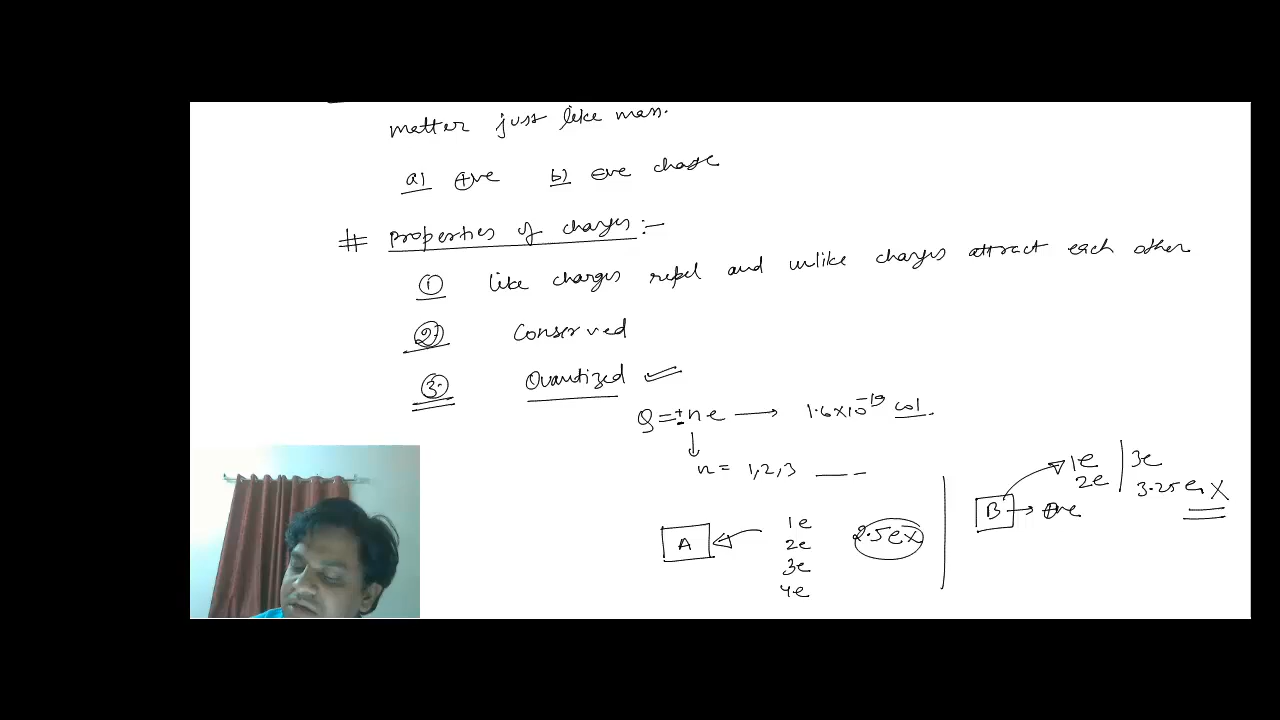 matter just like mass.
a) ⊕ve b) ⊖ve charge
# Properties of charges :-
① like charges repel and unlike charges attract each other
② Conserved
③ Quantized ✓
Q = ±ne → 1.6×10⁻¹⁹ col.
↓
n = 1, 2, 3 — –
A ← 1e
2e
3e
4e
2.5e X
B → ⊕ve
1e
2e
3e
3.25e X